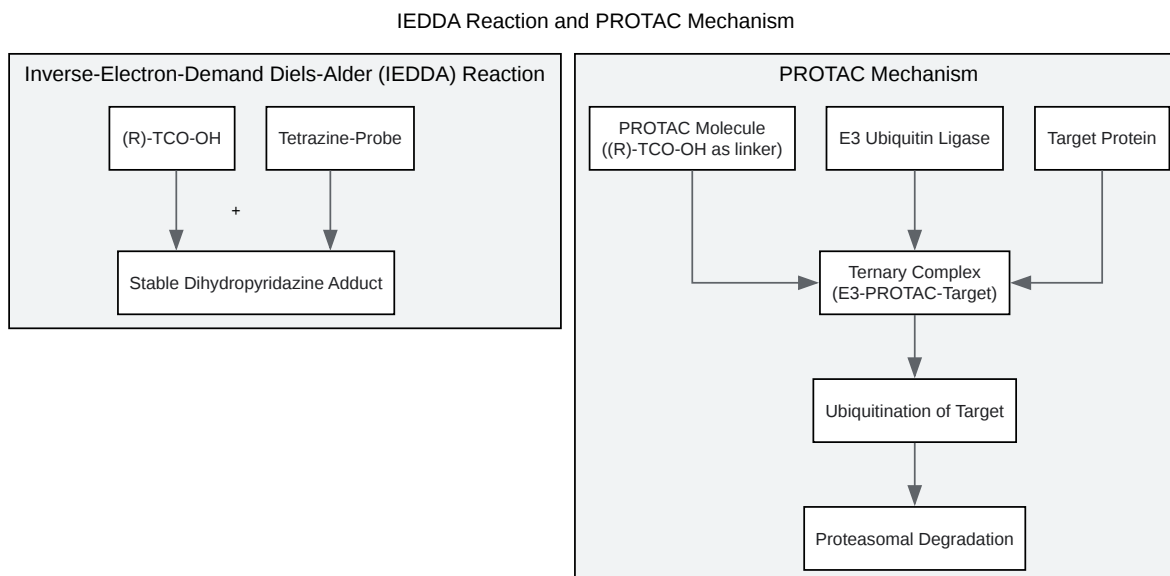 IEDDA Reaction and PROTAC Mechanism
Inverse-Electron-Demand Diels-Alder (IEDDA) Reaction
(R)-TCO-OH
Tetrazine-Probe
+
Stable Dihydropyridazine Adduct
PROTAC Mechanism
PROTAC Molecule
((R)-TCO-OH as linker)
E3 Ubiquitin Ligase
Target Protein
Ternary Complex
(E3-PROTAC-Target)
Ubiquitination of Target
Proteasomal Degradation